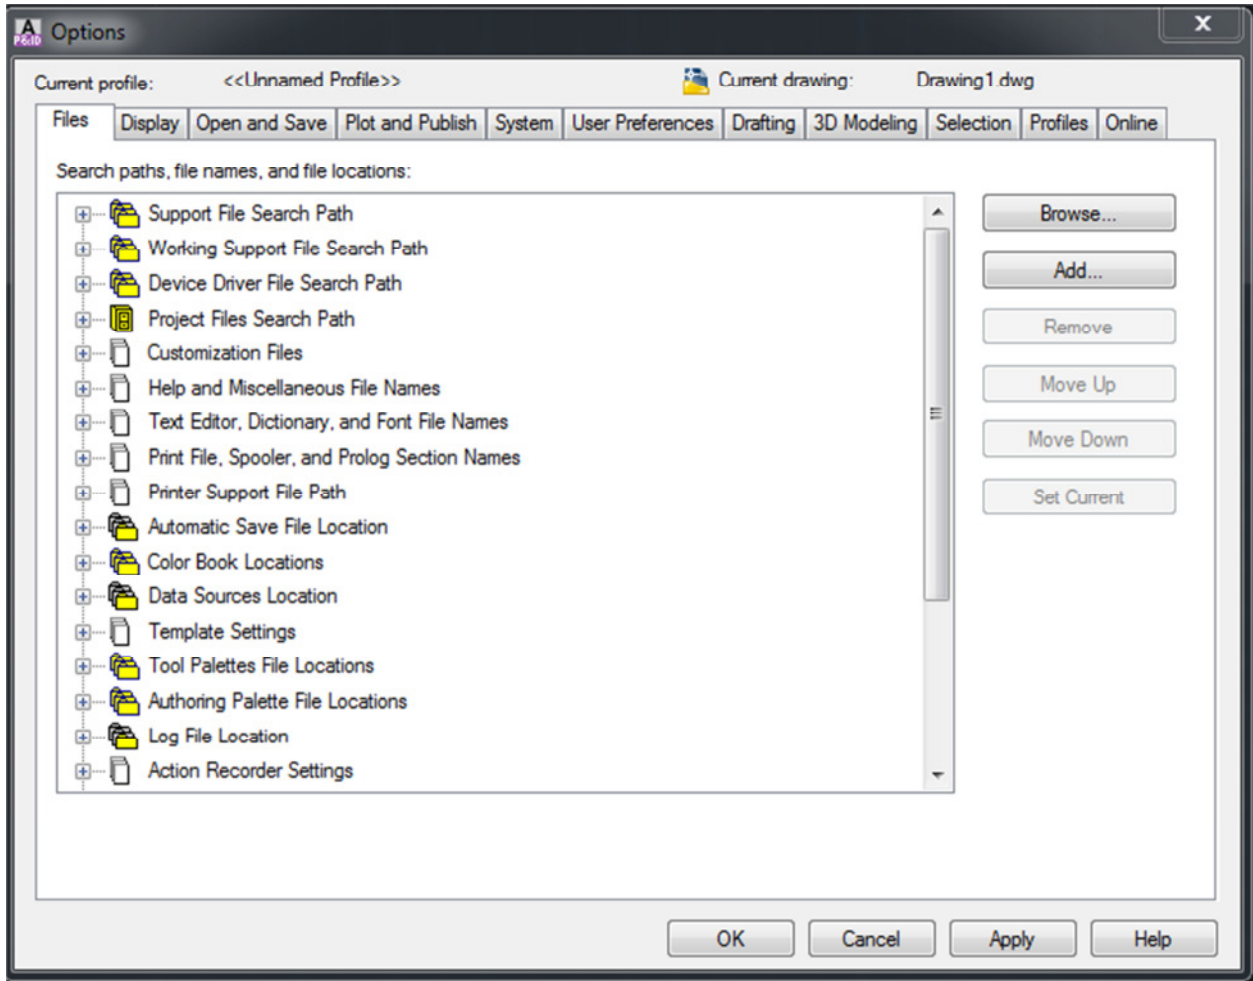 A
P&ID
Options
X
Current profile: <<Unnamed Profile>> Current drawing: Drawing1.dwg
Files Display Open and Save Plot and Publish System User Preferences Drafting 3D Modeling Selection Profiles Online
Search paths, file names, and file locations:
Support File Search Path
Working Support File Search Path
Device Driver File Search Path
Project Files Search Path
Customization Files
Help and Miscellaneous File Names
Text Editor, Dictionary, and Font File Names
Print File, Spooler, and Prolog Section Names
Printer Support File Path
Automatic Save File Location
Color Book Locations
Data Sources Location
Template Settings
Tool Palettes File Locations
Authoring Palette File Locations
Log File Location
Action Recorder Settings
Browse...
Add...
Remove
Move Up
Move Down
Set Current
OK Cancel Apply Help